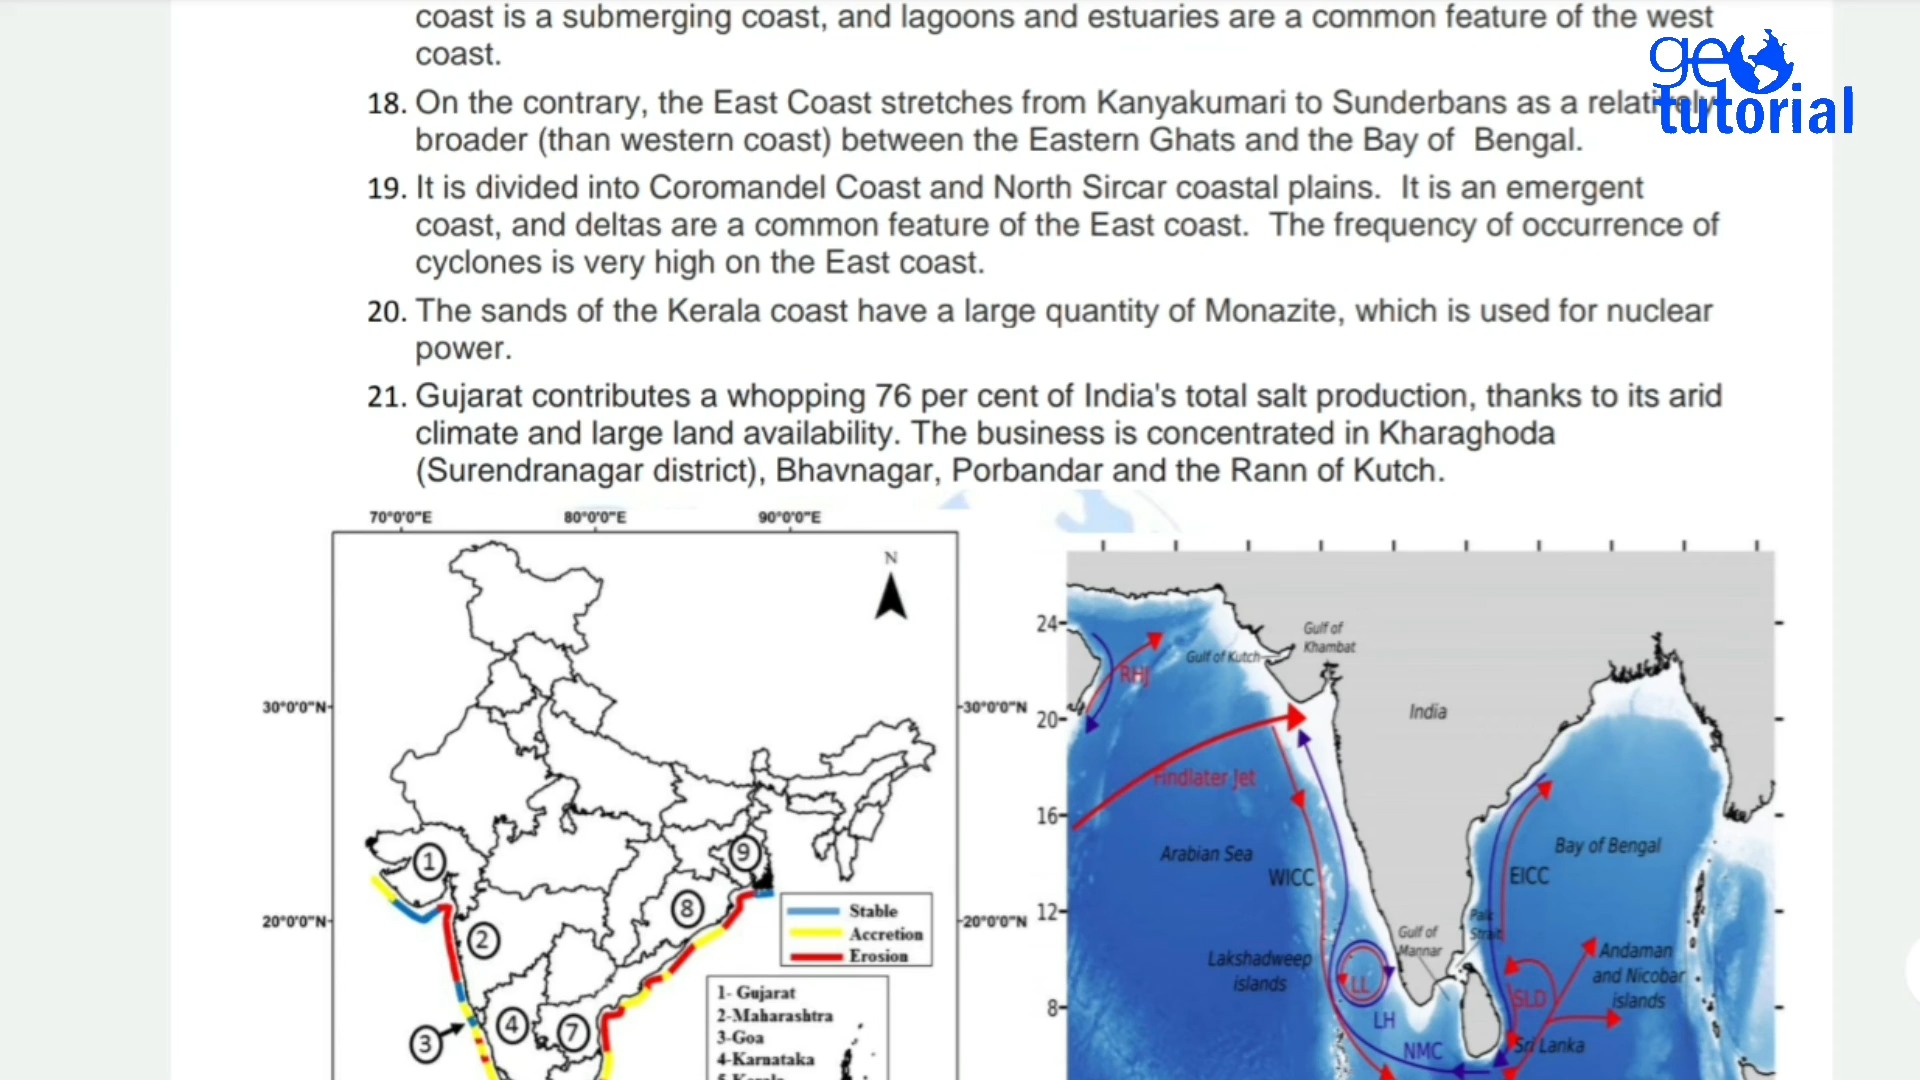 coast is a submerging coast, and lagoons and estuaries are a common feature of the west
coast.
geo
tutorial
18. On the contrary, the East Coast stretches from Kanyakumari to Sunderbans as a relatively
broader (than western coast) between the Eastern Ghats and the Bay of Bengal.
19. It is divided into Coromandel Coast and North Sircar coastal plains. It is an emergent
coast, and deltas are a common feature of the East coast. The frequency of occurrence of
cyclones is very high on the East coast.
20. The sands of the Kerala coast have a large quantity of Monazite, which is used for nuclear
power.
21. Gujarat contributes a whopping 76 per cent of India's total salt production, thanks to its arid
climate and large land availability. The business is concentrated in Kharaghoda
(Surendranagar district), Bhavnagar, Porbandar and the Rann of Kutch.
70°0'0"E 80°0'0"E 90°0'0"E
N
30°0'0"N 30°0'0"N
20°0'0"N 20°0'0"N
1
2
3
4
7
8
9
Stable
Accretion
Erosion
1- Gujarat
2-Maharashtra
3-Goa
4-Karnataka
5-Kerala
24
20
16
12
8
Gulf of
Khambat
Gulf of Kutch
RHJ
India
Findlater Jet
Arabian Sea
WICC
Bay of Bengal
EICC
Palk
Strait
Gulf of
Mannar
Lakshadweep
islands
Andaman
and Nicobar
islands
LL
SLD
LH
NMC
Sri Lanka